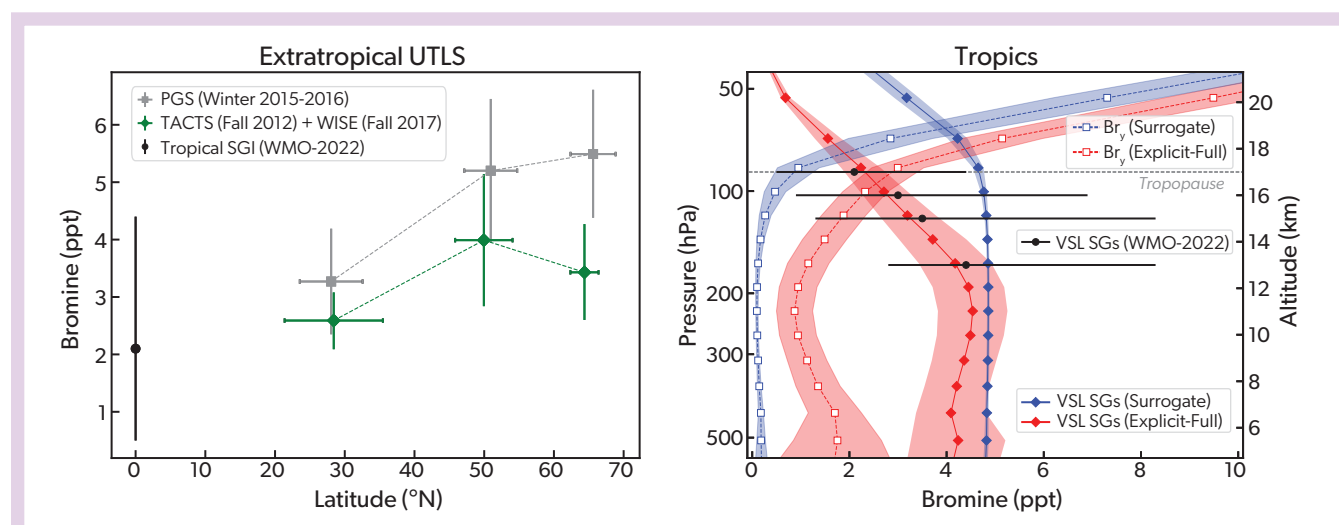 Extratropical UTLS
PGS (Winter 2015-2016)
TACTS (Fall 2012) + WISE (Fall 2017)
Tropical SGI (WMO-2022)
Bromine (ppt)
6
5
4
3
2
1
0 10 20 30 40 50 60 70
Latitude (°N)
Tropics
Pressure (hPa)
50
100
200
300
500
Br_y (Surrogate)
Br_y (Explicit-Full)
Tropopause
VSL SGs (WMO-2022)
VSL SGs (Surrogate)
VSL SGs (Explicit-Full)
Altitude (km)
20
18
16
14
12
10
8
6
0 2 4 6 8 10
Bromine (ppt)